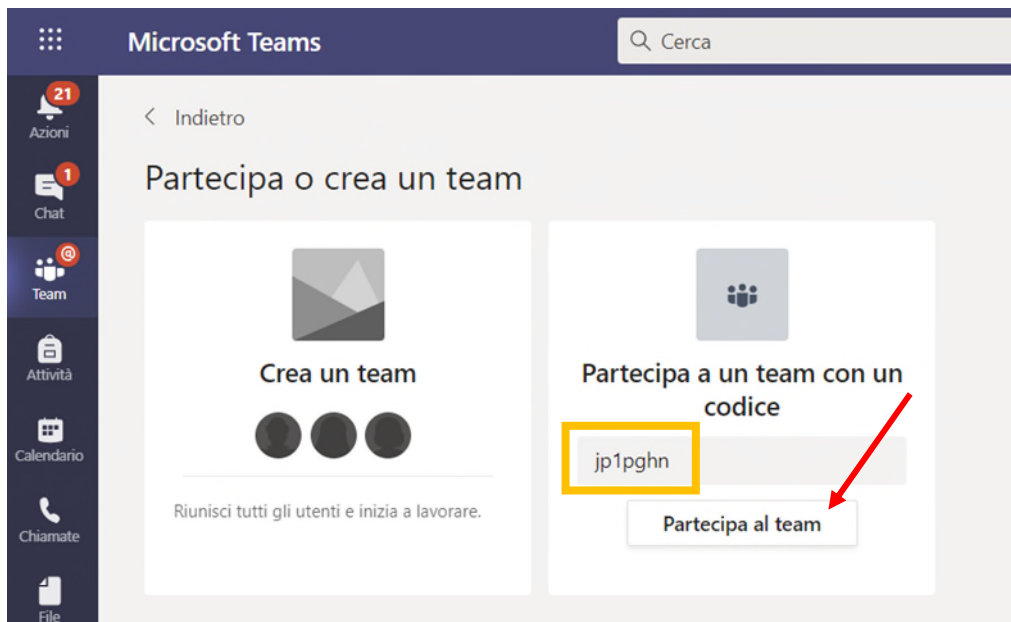 Microsoft Teams
Cerca
21
Azioni
1
Chat
@
Team
Attività
Calendario
Chiamate
File
Indietro
Partecipa o crea un team
Crea un team
Riunisci tutti gli utenti e inizia a lavorare.
Partecipa a un team con un
codice
jp1pghn
Partecipa al team